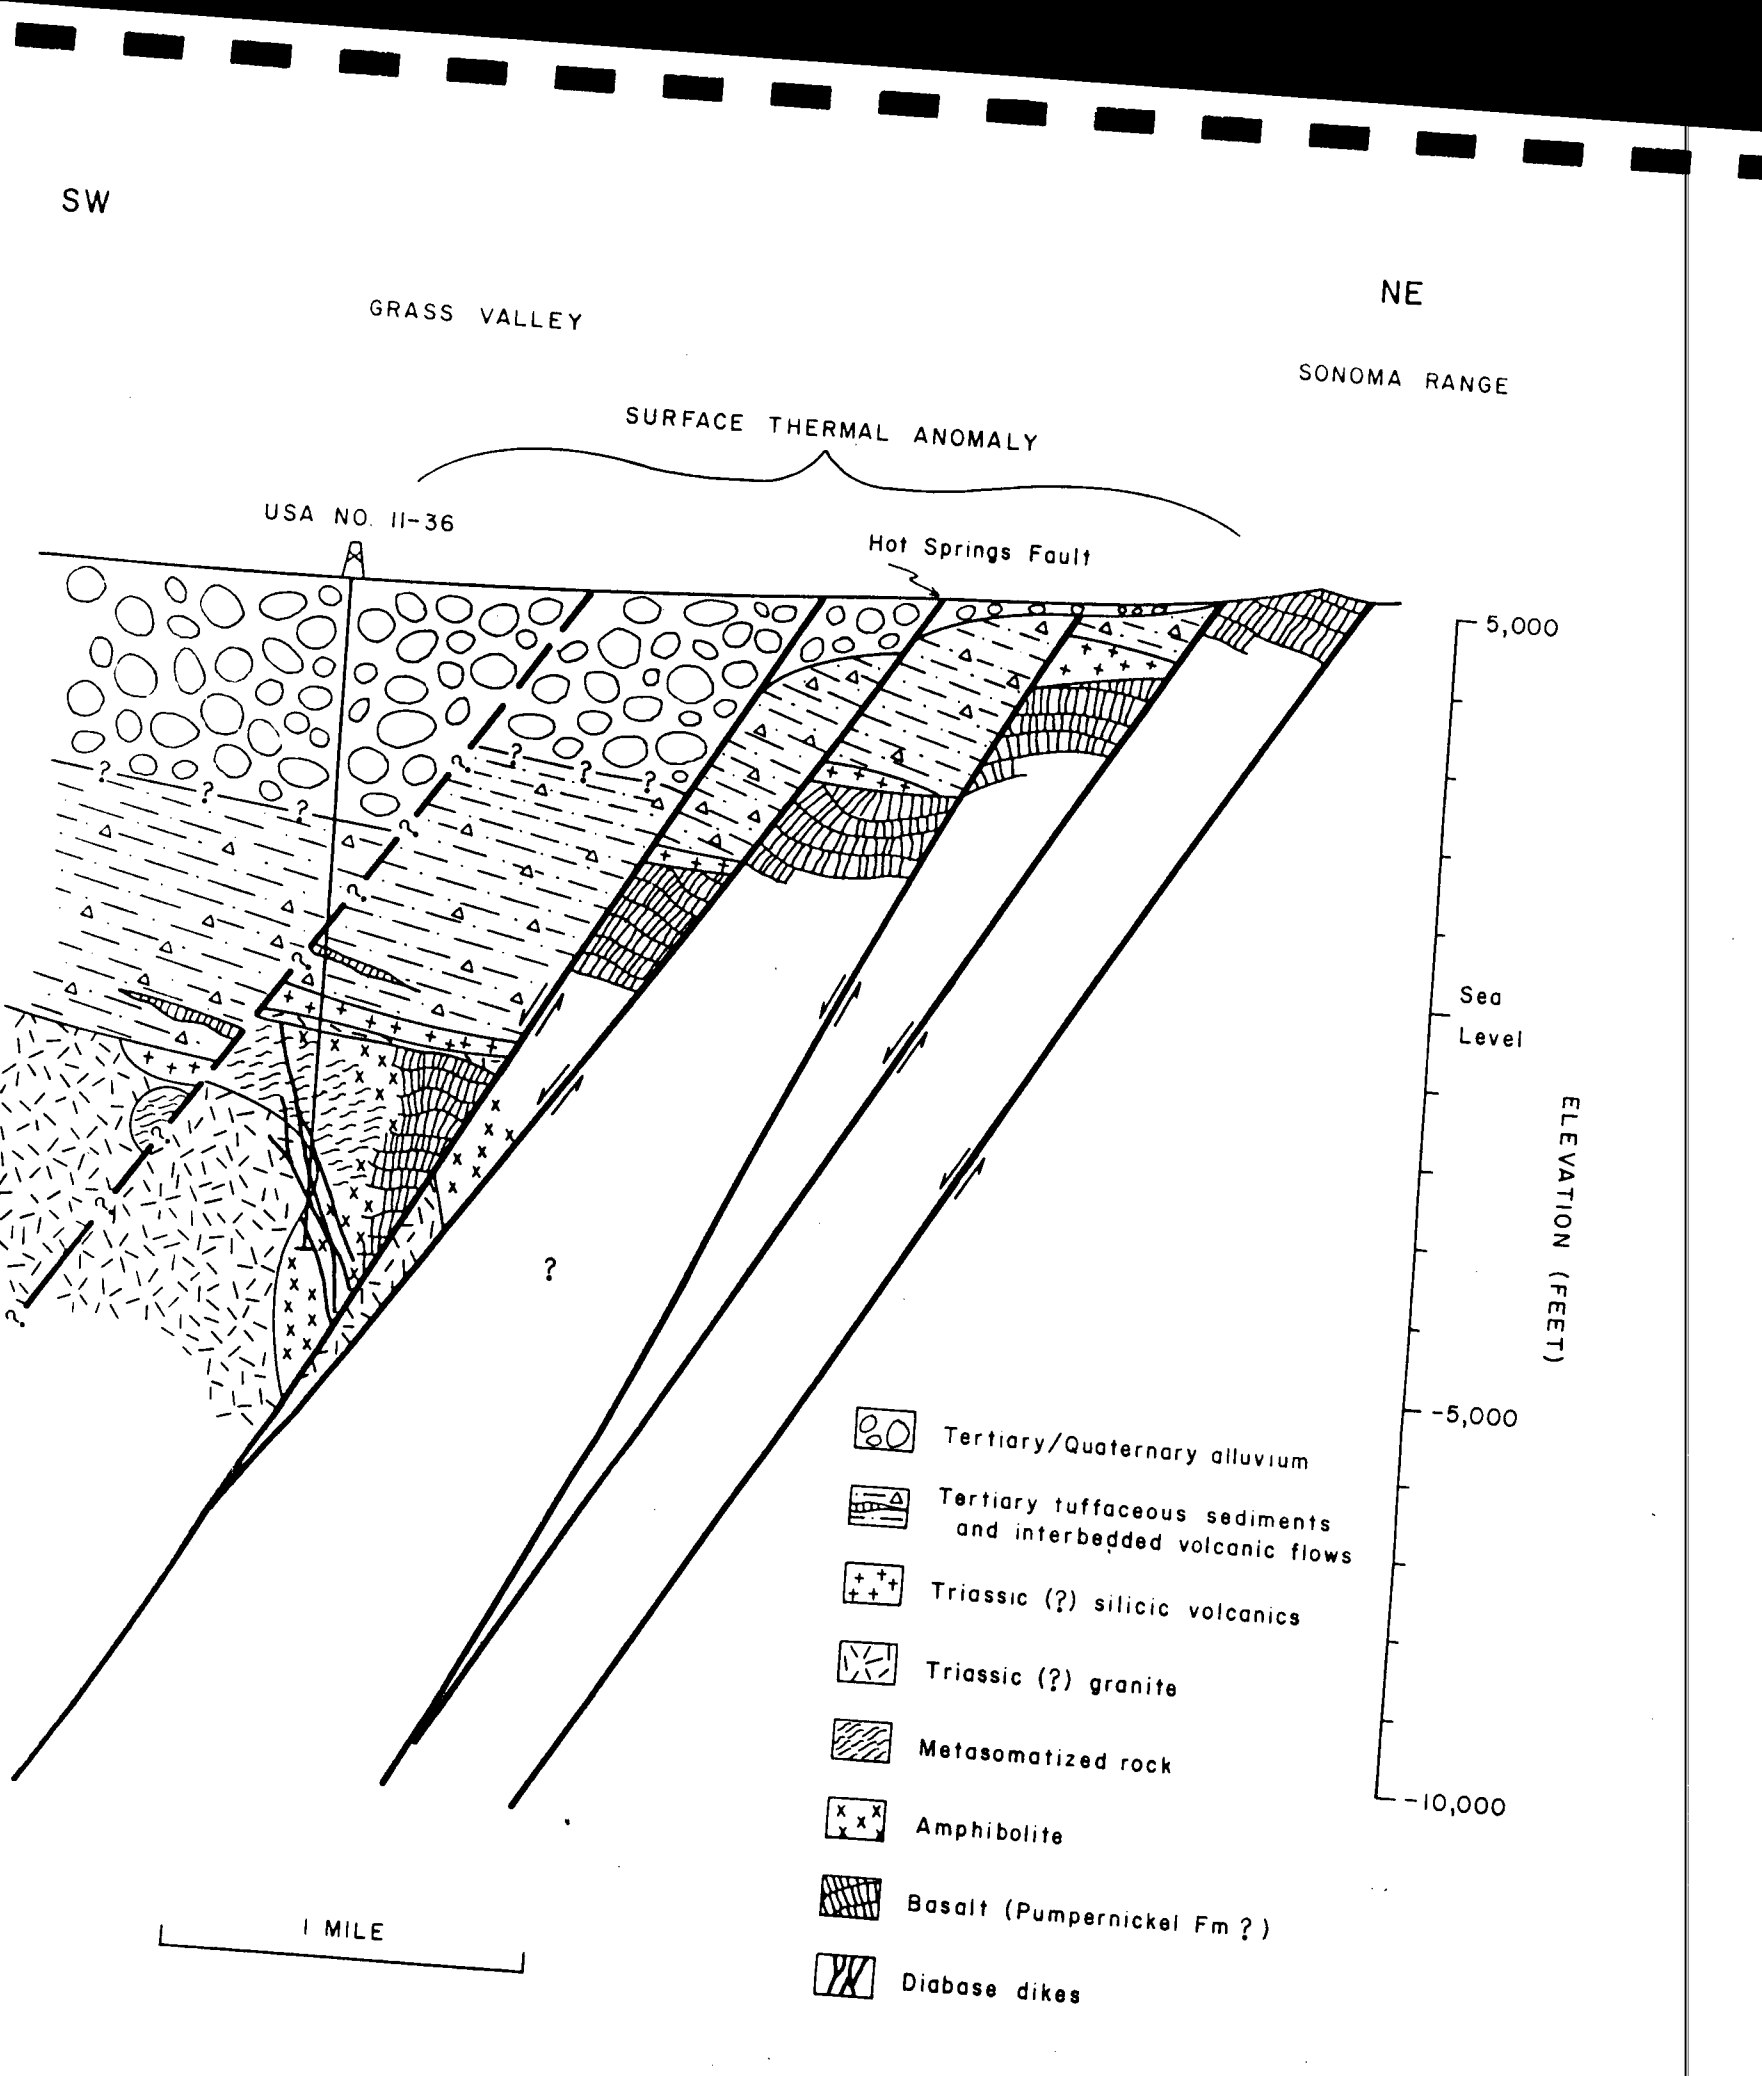 SW
NE
GRASS VALLEY
SONOMA RANGE
SURFACE THERMAL ANOMALY
USA NO. 11-36
Hot Springs Fault
5,000
?
?
?
?
?
?
?
?
?
?
?
Sea
Level
?
?
?
?
ELEVATION (FEET)
-5,000
-10,000
Tertiary/Quaternary alluvium
Tertiary tuffaceous sediments
and interbedded volcanic flows
Triassic (?) silicic volcanics
Triassic (?) granite
Metasomatized rock
Amphibolite
Basalt (Pumpernickel Fm ?)
Diabase dikes
1 MILE